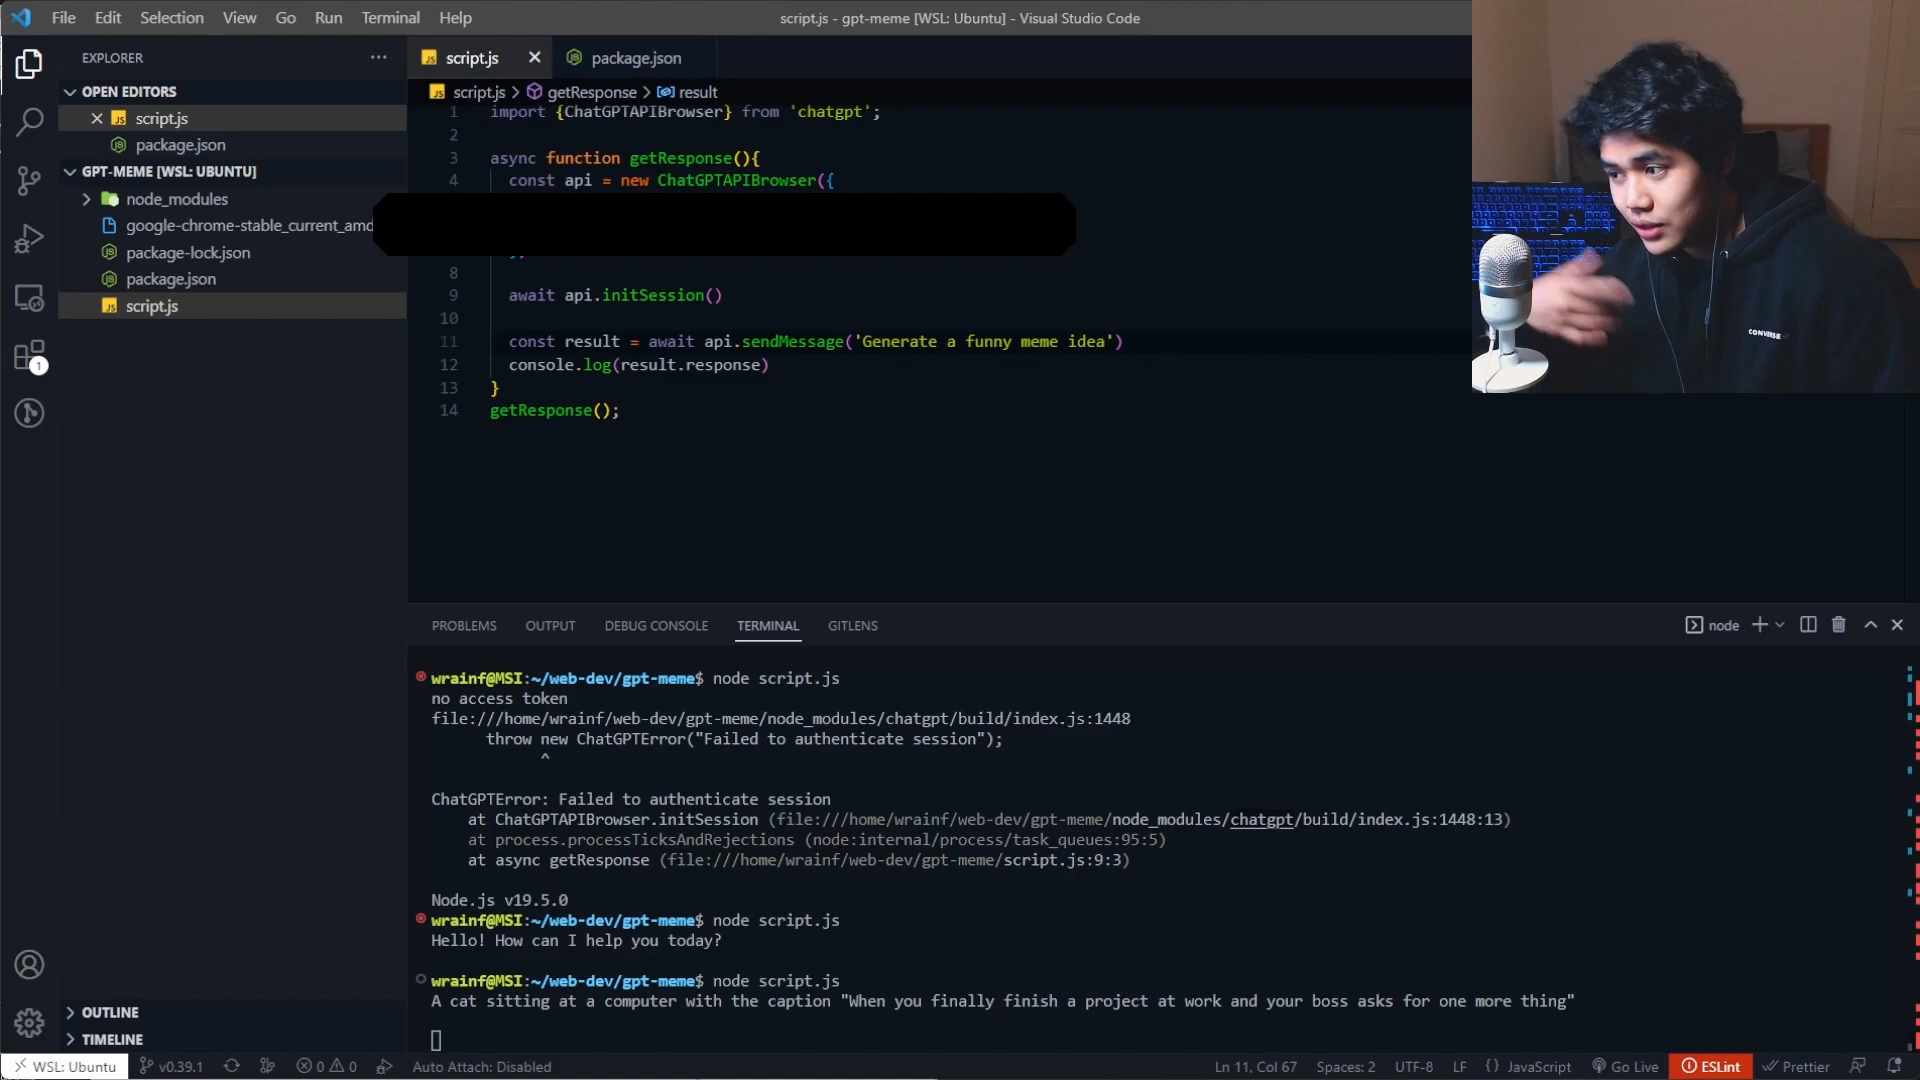 File Edit Selection View Go Run Terminal Help
script.js - gpt-meme [WSL: Ubuntu] - Visual Studio Code
EXPLORER
OPEN EDITORS
script.js
package.json
GPT-MEME [WSL: UBUNTU]
node_modules
google-chrome-stable_current_amd
package-lock.json
package.json
script.js
1
OUTLINE
TIMELINE
script.js package.json
script.js > getResponse > result
1 import {ChatGPTAPIBrowser} from 'chatgpt';
2
3 async function getResponse(){
4 const api = new ChatGPTAPIBrowser({
8
9 await api.initSession()
10
11 const result = await api.sendMessage('Generate a funny meme idea')
12 console.log(result.response)
13 }
14 getResponse();
CONVERSE
PROBLEMS OUTPUT DEBUG CONSOLE TERMINAL GITLENS
node
wrainf@MSI:~/web-dev/gpt-meme$ node script.js
no access token
file:///home/wrainf/web-dev/gpt-meme/node_modules/chatgpt/build/index.js:1448
throw new ChatGPTError("Failed to authenticate session");
^
ChatGPTError: Failed to authenticate session
at ChatGPTAPIBrowser.initSession (file:///home/wrainf/web-dev/gpt-meme/node_modules/chatgpt/build/index.js:1448:13)
at process.processTicksAndRejections (node:internal/process/task_queues:95:5)
at async getResponse (file:///home/wrainf/web-dev/gpt-meme/script.js:9:3)
Node.js v19.5.0
wrainf@MSI:~/web-dev/gpt-meme$ node script.js
Hello! How can I help you today?
wrainf@MSI:~/web-dev/gpt-meme$ node script.js
A cat sitting at a computer with the caption "When you finally finish a project at work and your boss asks for one more thing"
WSL: Ubuntu v0.39.1 0 0 Auto Attach: Disabled Ln 11, Col 67 Spaces: 2 UTF-8 LF {} JavaScript Go Live ESLint Prettier